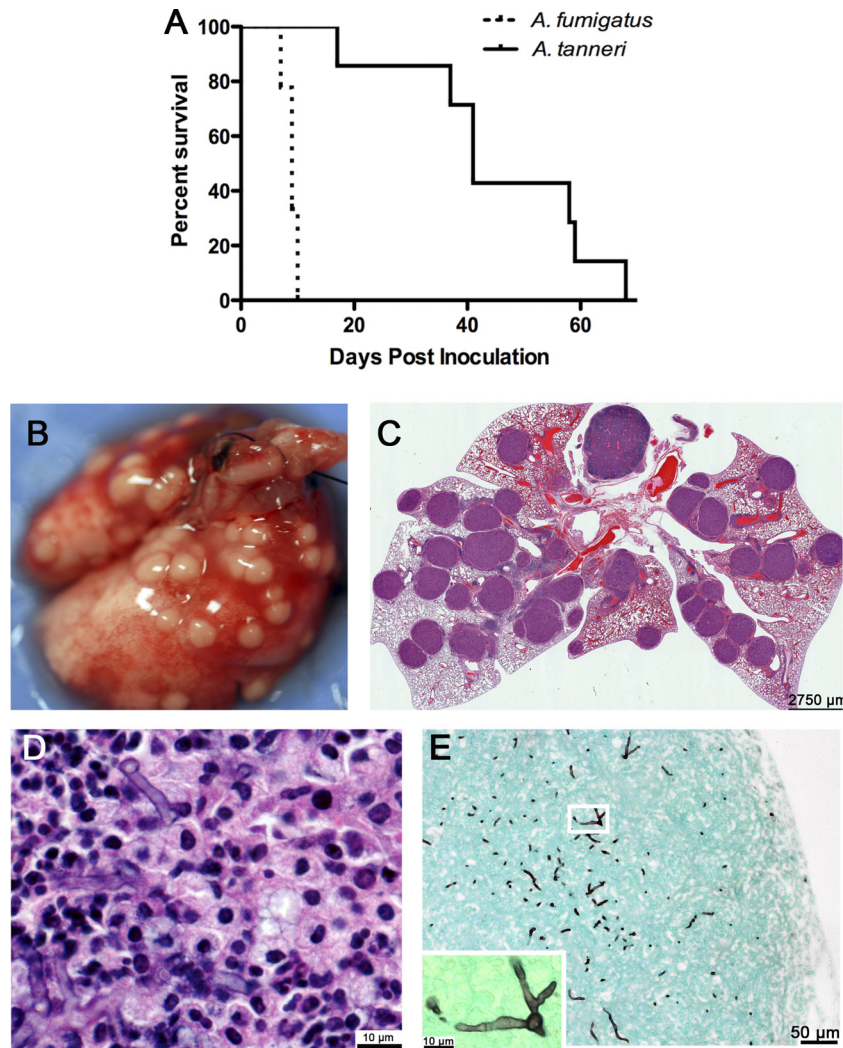 A
A. fumigatus
A. tanneri
100
80
60
40
20
0
Percent survival
0 20 40 60
Days Post Inoculation
B
C
2750 µm
D
10 µm
E
10 µm
50 µm